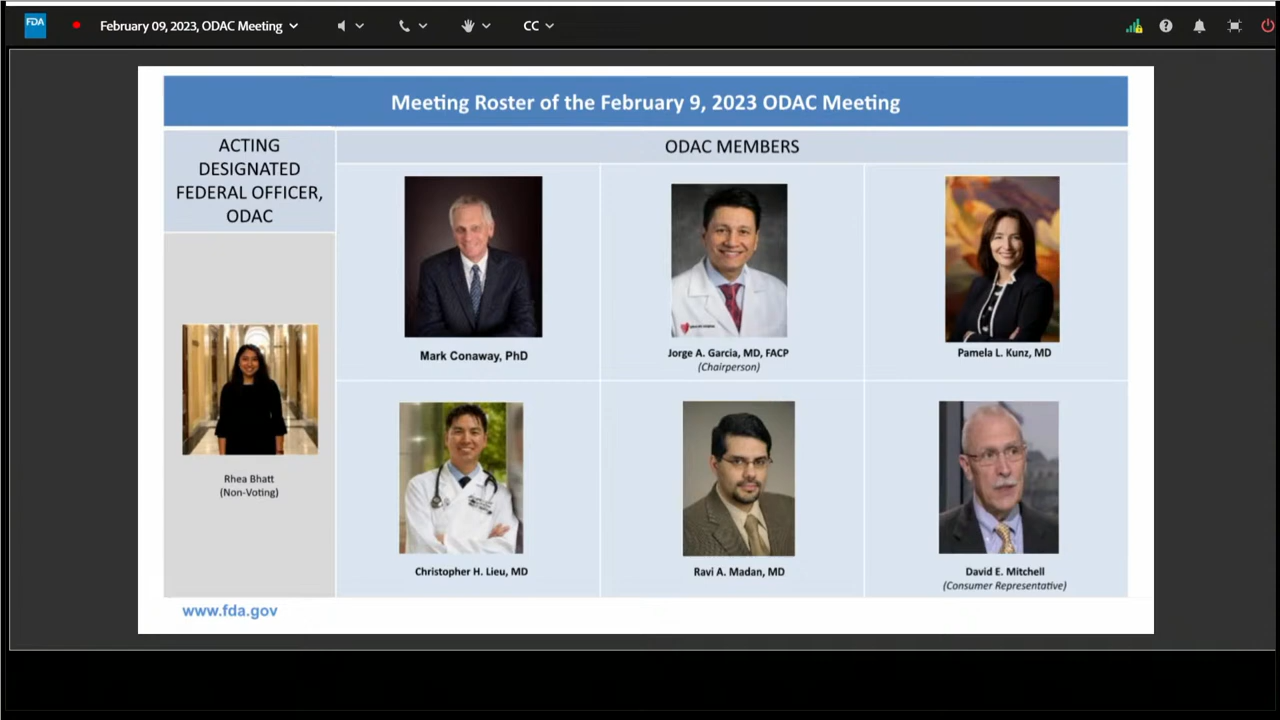 FDA
February 09, 2023, ODAC Meeting
CC
Meeting Roster of the February 9, 2023 ODAC Meeting
ACTING
DESIGNATED
FEDERAL OFFICER,
ODAC
ODAC MEMBERS
Mark Conaway, PhD
Jorge A. Garcia, MD, FACP
(Chairperson)
Pamela L. Kunz, MD
Rhea Bhatt
(Non-Voting)
Christopher H. Lieu, MD
Ravi A. Madan, MD
David E. Mitchell
(Consumer Representative)
www.fda.gov